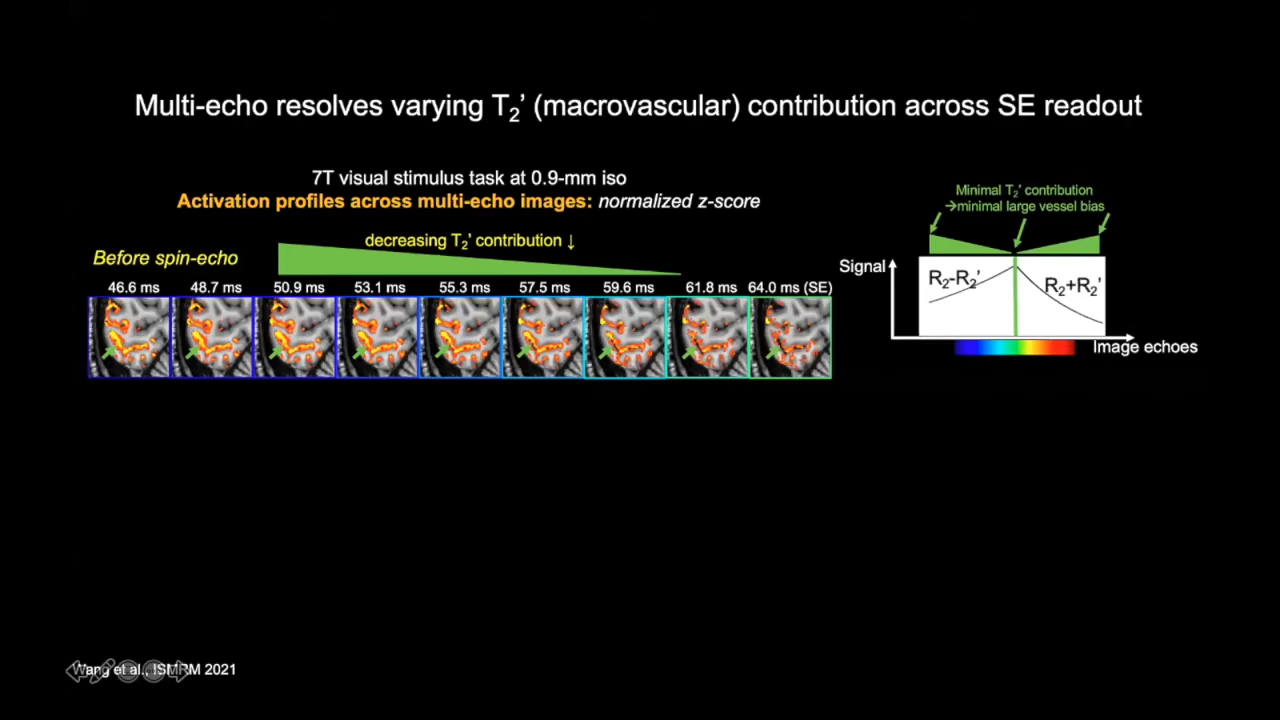 Multi-echo resolves varying T2' (macrovascular) contribution across SE readout
7T visual stimulus task at 0.9-mm iso
Activation profiles across multi-echo images: normalized z-score
decreasing T2' contribution ↓
Before spin-echo
46.6 ms 48.7 ms 50.9 ms 53.1 ms 55.3 ms 57.5 ms 59.6 ms 61.8 ms 64.0 ms (SE)
Minimal T2' contribution
→minimal large vessel bias
Signal
R2-R2'
R2+R2'
Image echoes
Wang et al., ISMRM 2021